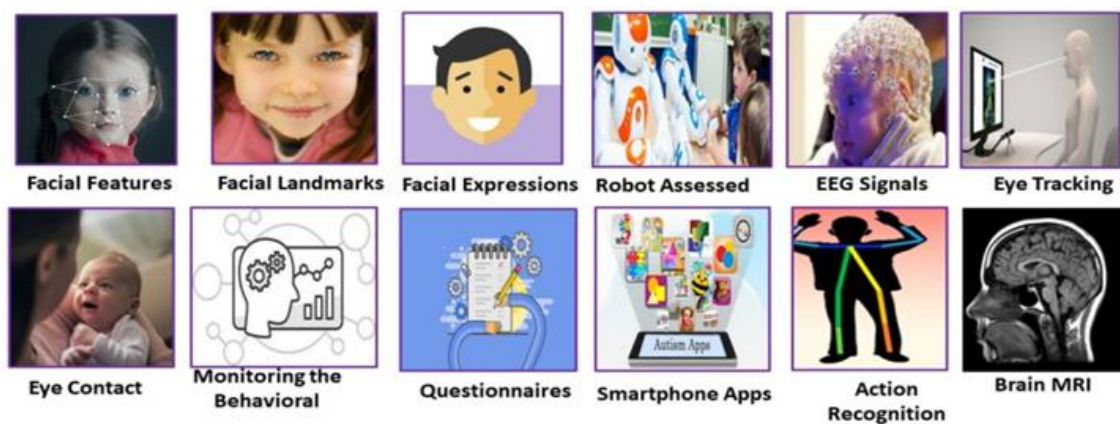 Facial Features
Facial Landmarks
Facial Expressions
Robot Assessed
EEG Signals
Eye Tracking
Autism Apps
Eye Contact
Monitoring the
Behavioral
Questionnaires
Smartphone Apps
Action
Recognition
Brain MRI